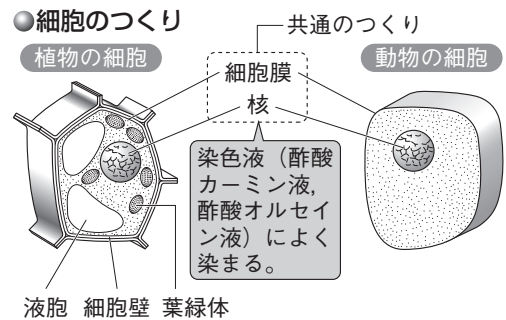 ●細胞のつくり
共通のつくり
植物の細胞
動物の細胞
細胞膜
核
染色液（酢酸
カーミン液,
酢酸オルセイ
ン液）によく
染まる。
液胞 細胞壁 葉緑体